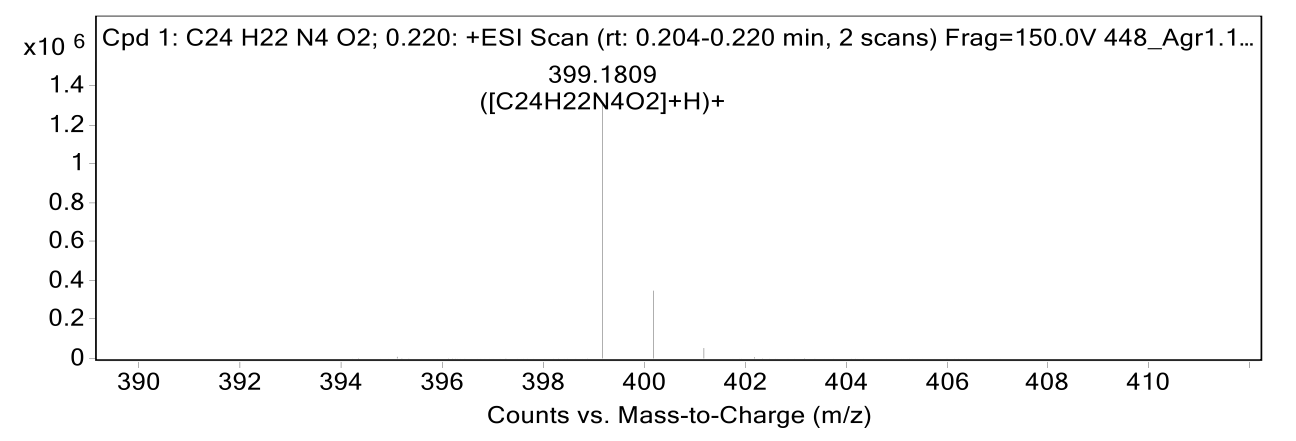 x10 6
Cpd 1: C24 H22 N4 O2; 0.220: +ESI Scan (rt: 0.204-0.220 min, 2 scans) Frag=150.0V 448_Agr1.1...
399.1809
([C24H22N4O2]+H)+
1.4
1.2
1
0.8
0.6
0.4
0.2
0
390 392 394 396 398 400 402 404 406 408 410
Counts vs. Mass-to-Charge (m/z)